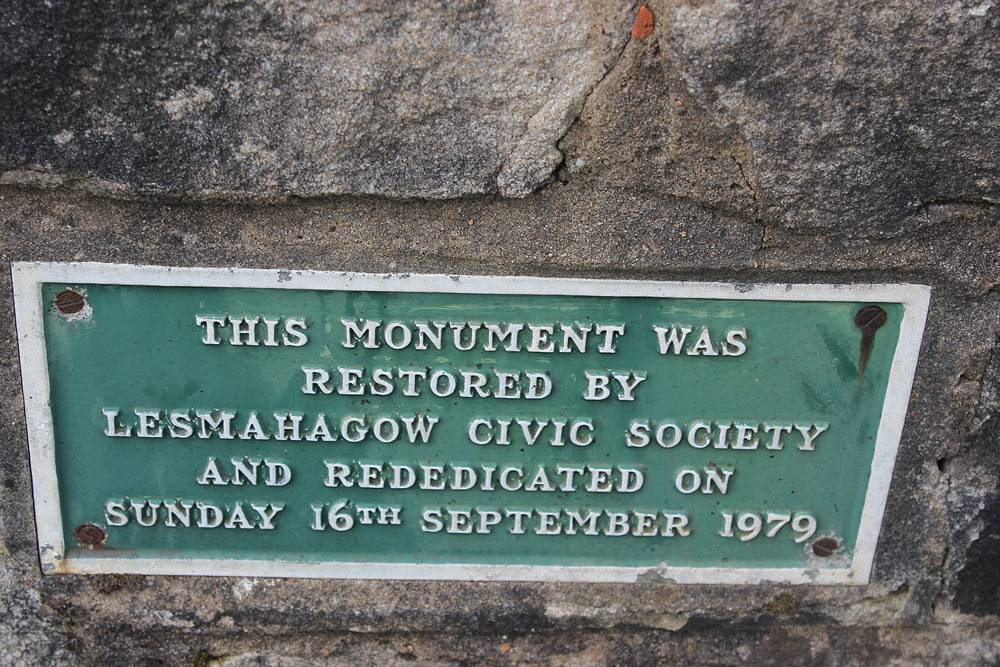 THIS MONUMENT WAS
RESTORED BY
LESMAHAGOW CIVIC SOCIETY
AND REDEDICATED ON
SUNDAY 16TH SEPTEMBER 1979